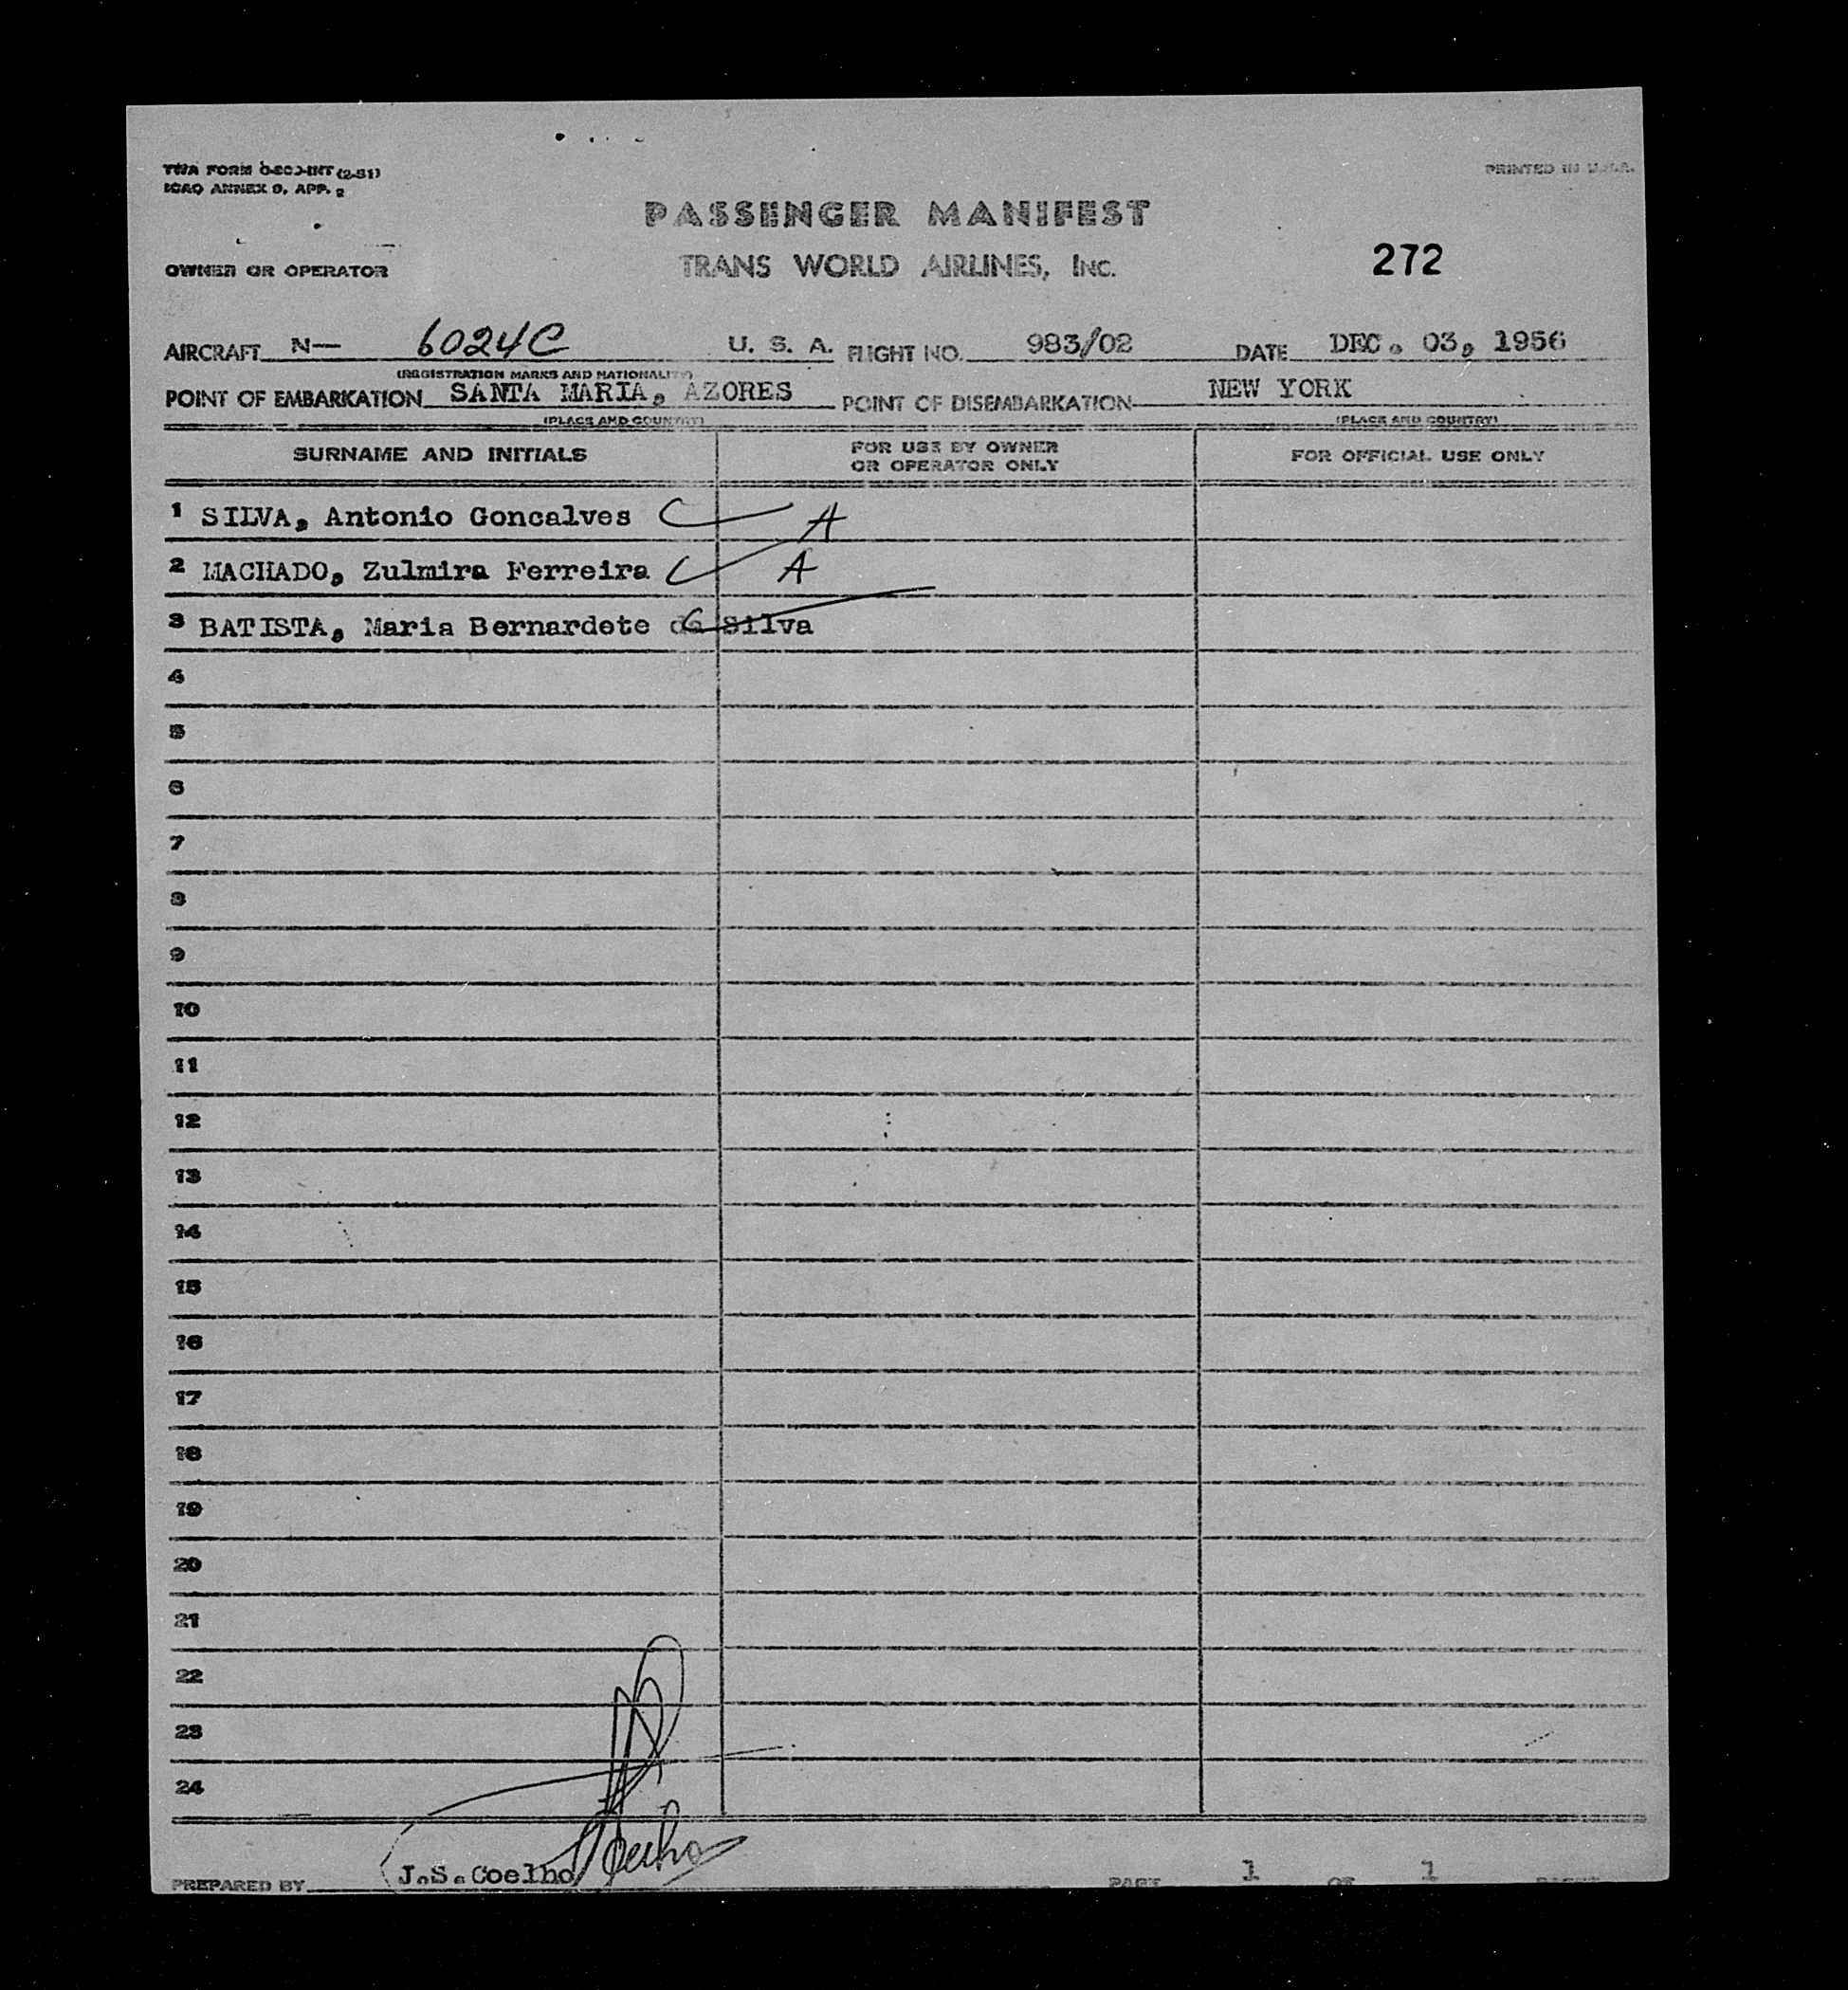 TWA FORM (2-51)
ICAO ANNEX 9, APP. 2
PRINTED IN U.S.A.
PASSENGER MANIFEST
OWNER OR OPERATOR TRANS WORLD AIRLINES, INC. 272
AIRCRAFT N— 6024C U. S. A. FLIGHT NO. 983/02 DATE DEC. 03, 1956
(REGISTRATION MARKS AND NATIONALITY)
POINT OF EMBARKATION SANTA MARIA, AZORES POINT OF DISEMBARKATION NEW YORK
(PLACE AND COUNTRY) (PLACE AND COUNTRY)
SURNAME AND INITIALS FOR USE BY OWNER OR OPERATOR ONLY FOR OFFICIAL USE ONLY
1 SILVA, Antonio Goncalves A
2 MACHADO, Zulmira Ferreira A
3 BATISTA, Maria Bernardete da Silva
4
5
6
7
8
9
10
11
12
13
14
15
16
17
18
19
20
21
22
23
24
PREPARED BY J.S.Coelho Coelho PART 1 OF 1